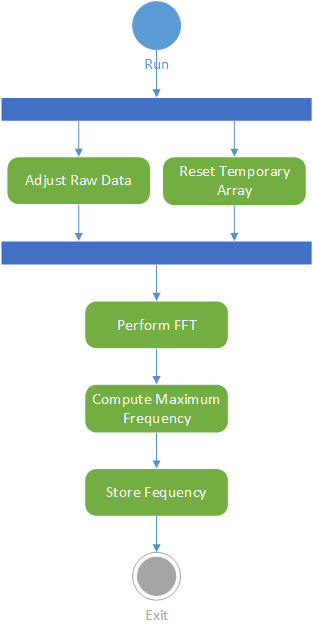 Run
Adjust Raw Data
Reset Temporary
Array
Perform FFT
Compute Maximum
Frequency
Store Fequency
Exit